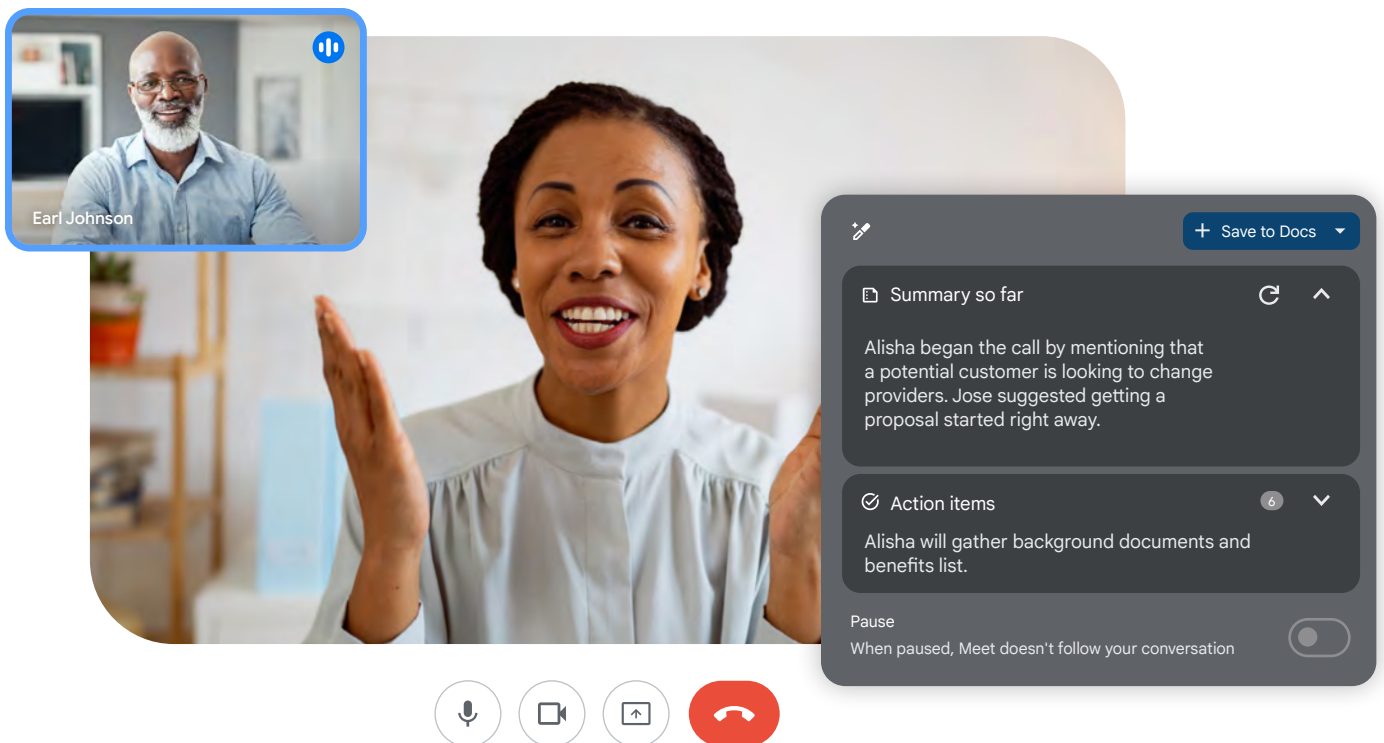 Earl Johnson
Save to Docs
Summary so far
Alisha began the call by mentioning that
a potential customer is looking to change
providers. Jose suggested getting a
proposal started right away.
Action items
6
Alisha will gather background documents and
benefits list.
Pause
When paused, Meet doesn't follow your conversation